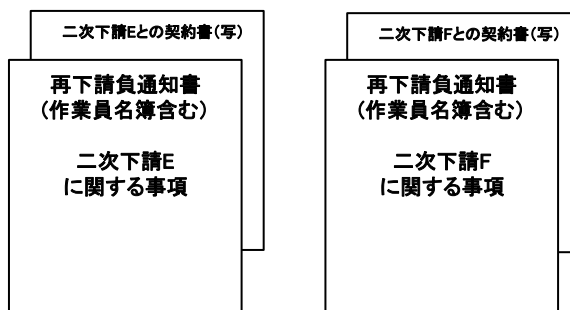 二次下請Eとの契約書(写)
再下請負通知書
(作業員名簿含む)
二次下請E
に関する事項
二次下請Fとの契約書(写)
再下請負通知書
(作業員名簿含む)
二次下請F
に関する事項